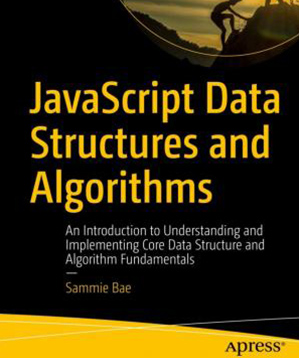 JavaScript Data
Structures and
Algorithms
An Introduction to Understanding and
Implementing Core Data Structure and
Algorithm Fundamentals
—
Sammie Bae
Apress®